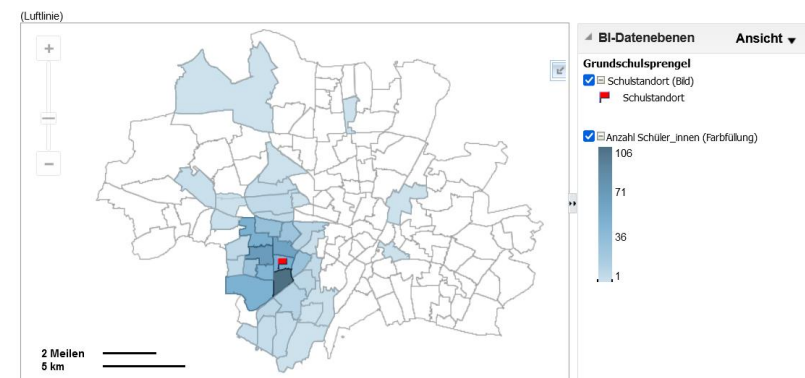 (Luftlinie)
BI-Datenebenen Ansicht
Grundschulsprengel
Schulstandort (Bild)
Schulstandort
Anzahl Schüler_innen (Farbfüllung)
106
71
36
1
2 Meilen
5 km